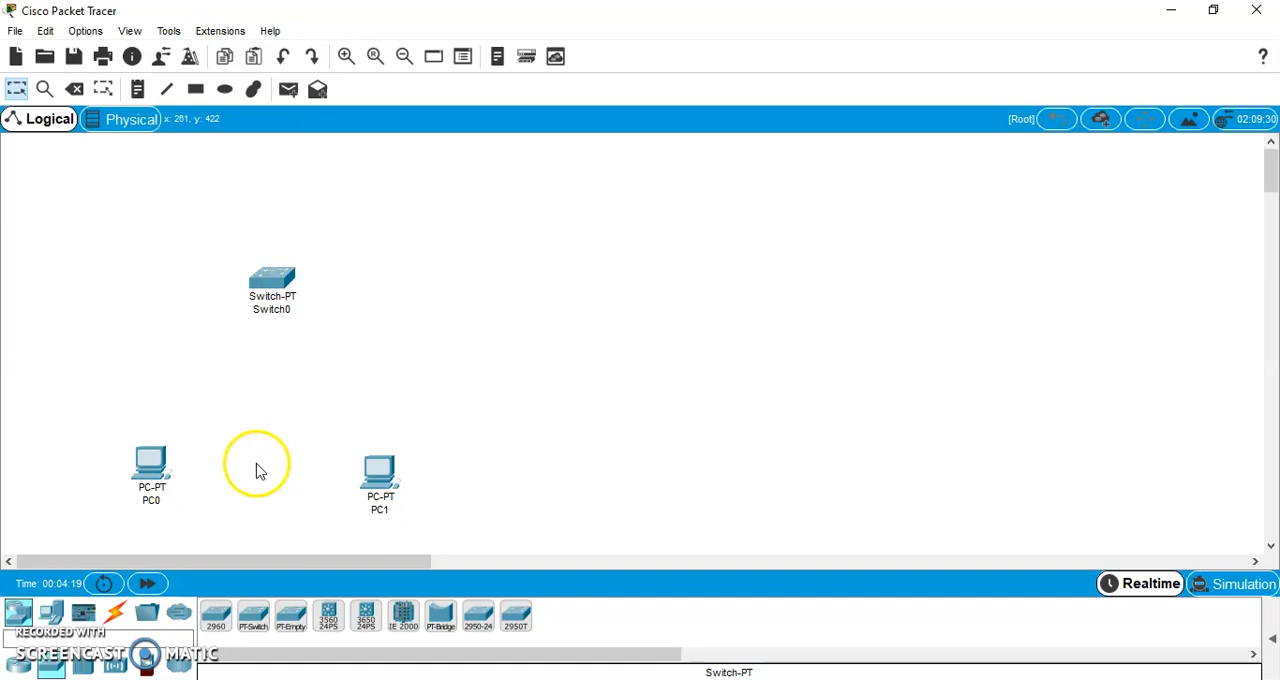 Cisco Packet Tracer
File Edit Options View Tools Extensions Help
?
Logical Physical x: 261, y: 422 [Root] 02:09:30
Switch-PT
Switch0
PC-PT
PC0
PC-PT
PC1
Time: 00:04:19 Realtime Simulation
2960 PT-Switch PT-Empty 3560 24PS 3650 24PS IE 2000 PT-Bridge 2950-24 2950T
RECORDED WITH
SCREENCAST MATIC
Switch-PT